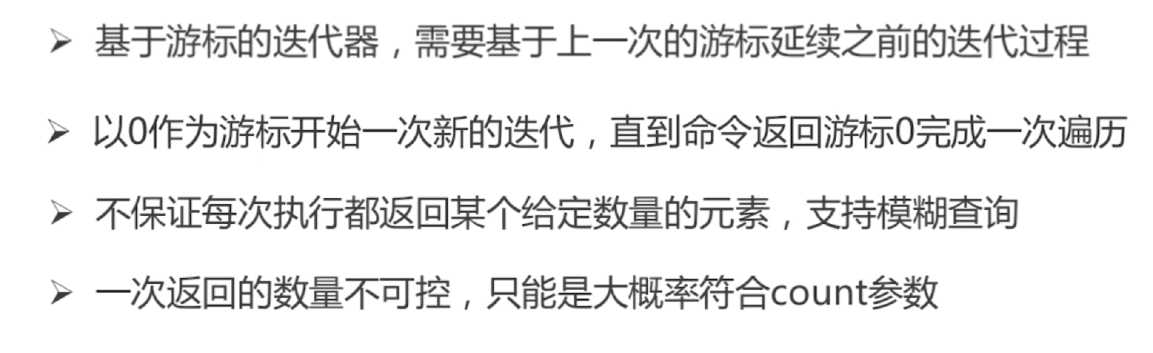 ➢ 基于游标的迭代器，需要基于上一次的游标延续之前的迭代过程
➢ 以0作为游标开始一次新的迭代，直到命令返回游标0完成一次遍历
➢ 不保证每次执行都返回某个给定数量的元素，支持模糊查询
➢ 一次返回的数量不可控，只能是大概率符合count参数